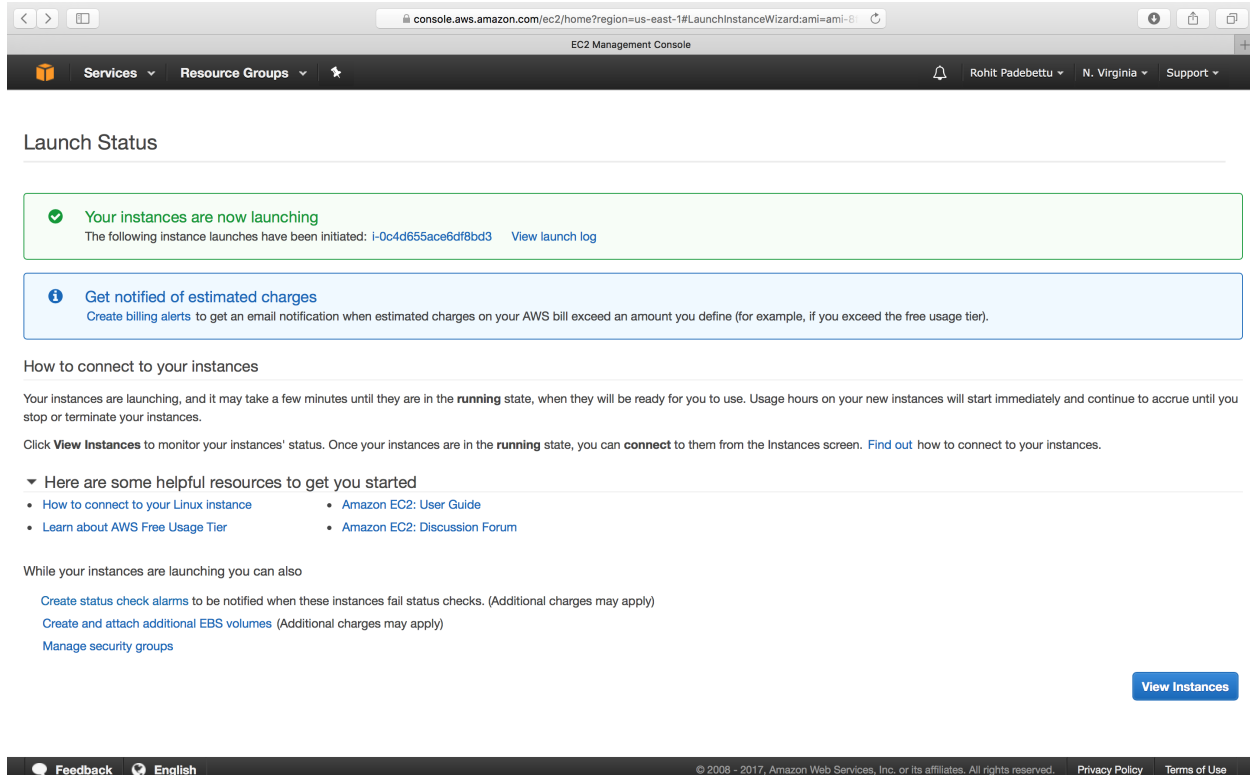 console.aws.amazon.com/ec2/home?region=us-east-1#LaunchInstanceWizard:ami=ami-8
EC2 Management Console
Services Resource Groups Rohit Padebettu N. Virginia Support
Launch Status
Your instances are now launching
The following instance launches have been initiated: i-0c4d655ace6df8bd3 View launch log
Get notified of estimated charges
Create billing alerts to get an email notification when estimated charges on your AWS bill exceed an amount you define (for example, if you exceed the free usage tier).
How to connect to your instances
Your instances are launching, and it may take a few minutes until they are in the running state, when they will be ready for you to use. Usage hours on your new instances will start immediately and continue to accrue until you
stop or terminate your instances.
Click View Instances to monitor your instances' status. Once your instances are in the running state, you can connect to them from the Instances screen. Find out how to connect to your instances.
Here are some helpful resources to get you started
• How to connect to your Linux instance • Amazon EC2: User Guide
• Learn about AWS Free Usage Tier • Amazon EC2: Discussion Forum
While your instances are launching you can also
Create status check alarms to be notified when these instances fail status checks. (Additional charges may apply)
Create and attach additional EBS volumes (Additional charges may apply)
Manage security groups
View Instances
Feedback English © 2008 - 2017, Amazon Web Services, Inc. or its affiliates. All rights reserved. Privacy Policy Terms of Use